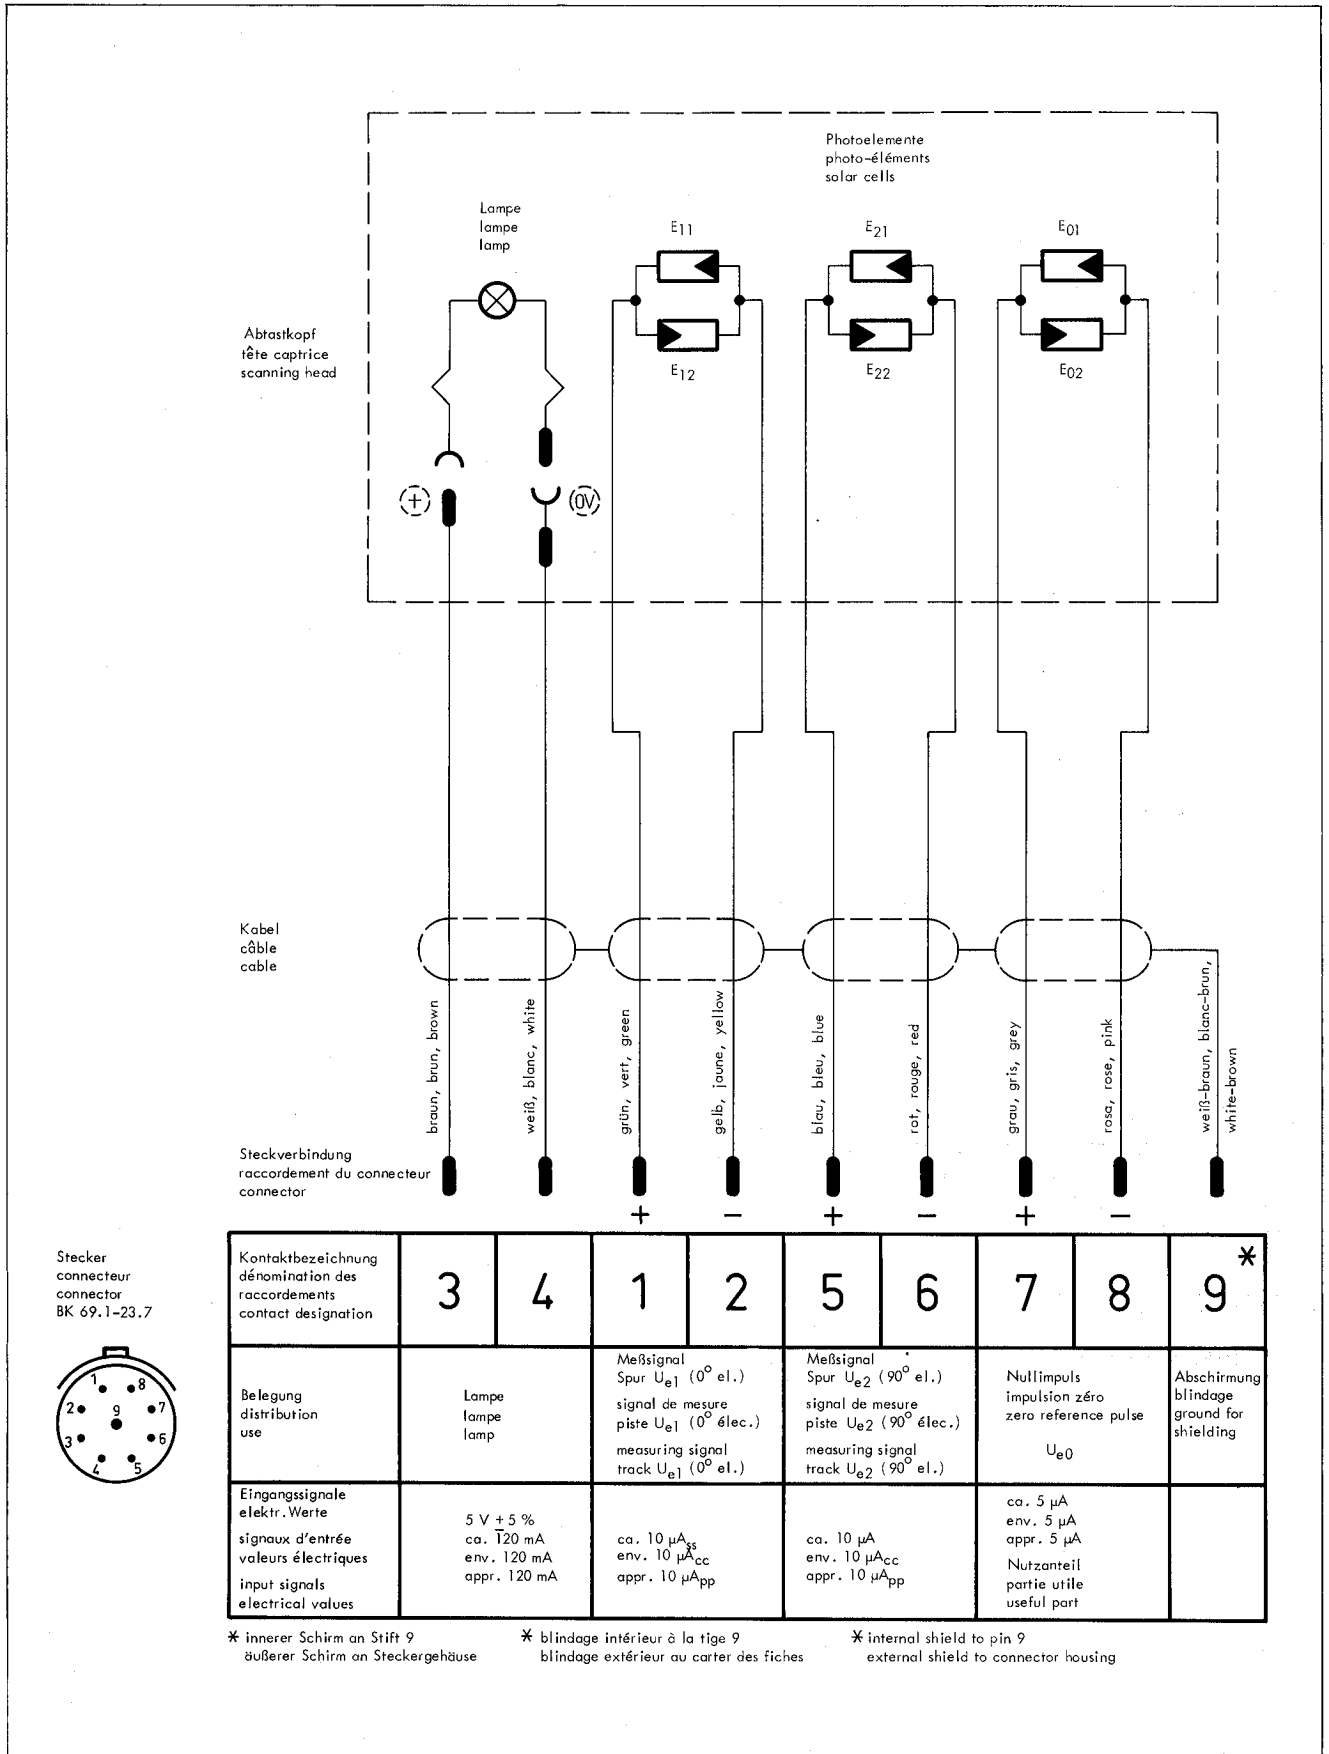 Photoelemente
photo-éléments
solar cells
Lampe
lampe
lamp
E11
E21
E01
Abtastkopf
tête captrice
scanning head
E12
E22
E02
+
0V
Kabel
câble
cable
braun, brun, brown
weiß, blanc, white
grün, vert, green
gelb, jaune, yellow
blau, bleu, blue
rot, rouge, red
grau, gris, grey
rosa, rose, pink
weiß-braun, blanc-brun,
white-brown
Steckverbindung
raccordement du connecteur
connector
+ − + − + −
Stecker
connecteur
connector
BK 69.1-23.7
1 8
2 9 7
3 6
4 5
Kontaktbezeichnung
dénomination des
raccordements
contact designation
3 4 1 2 5 6 7 8 9 *
Belegung
distribution
use
Lampe
lampe
lamp
Meßsignal
Spur Ue1 (0° el.)
signal de mesure
piste Ue1 (0° élec.)
measuring signal
track Ue1 (0° el.)
Meßsignal
Spur Ue2 (90° el.)
signal de mesure
piste Ue2 (90° élec.)
measuring signal
track Ue2 (90° el.)
Nullimpuls
impulsion zéro
zero reference pulse
Ue0
Abschirmung
blindage
ground for
shielding
Eingangssignale
elektr. Werte
signaux d'entrée
valeurs électriques
input signals
electrical values
5 V ± 5 %
ca. 120 mA
env. 120 mA
appr. 120 mA
ca. 10 µAss
env. 10 µAcc
appr. 10 µApp
ca. 10 µA
env. 10 µAcc
appr. 10 µApp
ca. 5 µA
env. 5 µA
appr. 5 µA
Nutzanteil
partie utile
useful part
* innerer Schirm an Stift 9
äußerer Schirm an Steckergehäuse
* blindage intérieur à la tige 9
blindage extérieur au carter des fiches
* internal shield to pin 9
external shield to connector housing